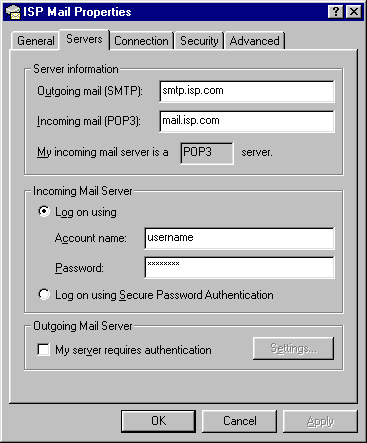 ISP Mail Properties
General Servers Connection Security Advanced
Server information
Outgoing mail (SMTP): smtp.isp.com
Incoming mail (POP3): mail.isp.com
My incoming mail server is a POP3 server.
Incoming Mail Server
Log on using
Account name: username
Password: ********
Log on using Secure Password Authentication
Outgoing Mail Server
My server requires authentication Settings...
OK Cancel Apply